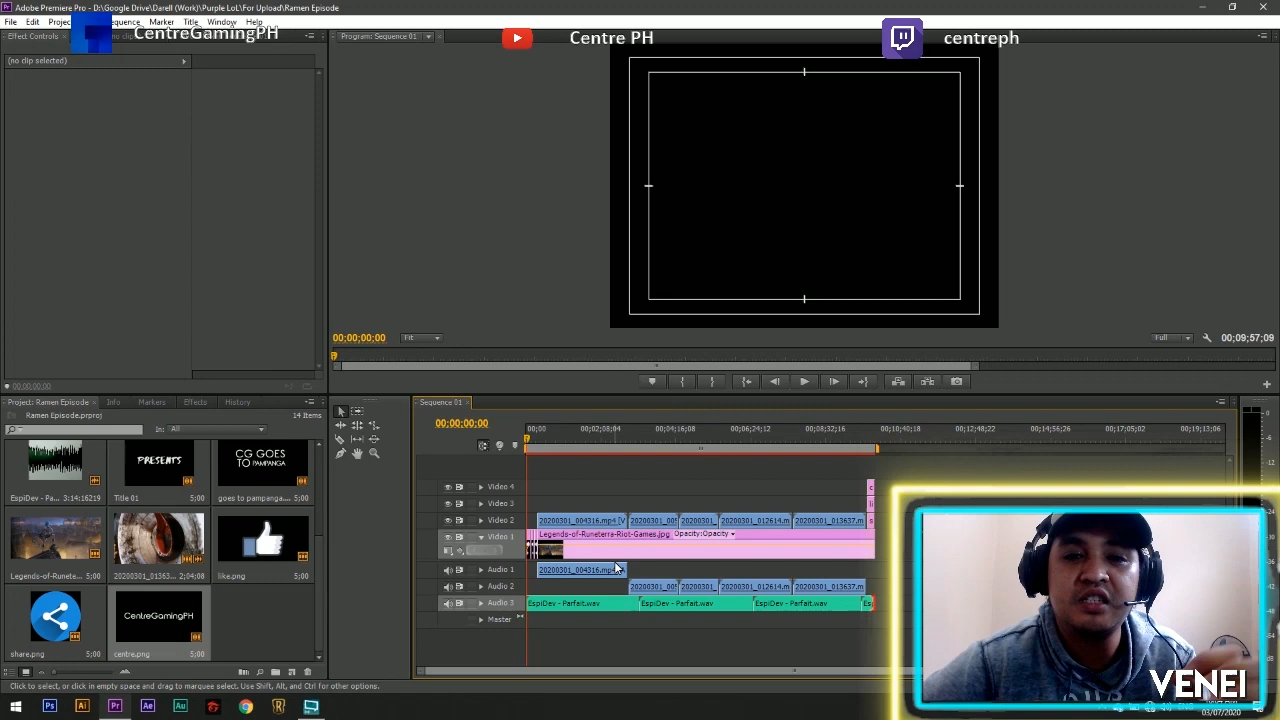 Adobe Premiere Pro - D:\Google Drive\Darell (Work)\Purple LoL\For Upload\Ramen Episode
File Edit Project Sequence Marker Title Window Help
CentreGamingPH
Centre PH
centreph
Effect Controls
Program: Sequence 01
(no clip selected)
00;00;00;00
Fit
Full
00;09;57;09
00;00;00;00
Project: Ramen Episode
Info
Markers
Effects
History
Ramen Episode.prproj
14 Items
In: All
PRESENTS
CG GOES
TO PAMPANGA
EspiDev - Pa... 3:14:16219
Title 01 5;00
goes to pampanga... 5;00
Legends-of-Runete... 5;00
20200301_01363... 2;04;08
like.png 5;00
CentreGamingPH
share.png 5;00
centre.png 5;00
Sequence 01
00;00;00;00
00;00
00;02;08;04
00;04;16;08
00;06;24;12
00;08;32;16
00;10;40;18
00;12;48;22
00;14;56;26
00;17;05;02
00;19;13;06
Video 4
Video 3
Video 2
20200301_004316.mp4 [V
20200301_005
20200301_
20200301_012614.m
20200301_013637.m
Video 1
Legends-of-Runeterra-Riot-Games.jpg Opacity:Opacity
Audio 1
20200301_004316.mp4
Audio 2
20200301_005
20200301_
20200301_012614.m
20200301_013637.m
Audio 3
EspiDev - Parfait.wav
EspiDev - Parfait.wav
EspiDev - Parfait.wav
Es
Master
0
-6
-12
-18
Click to select, or click in empty space and drag to marquee select. Use Shift, Alt, and Ctrl for other options.
VENEI
03/07/2020